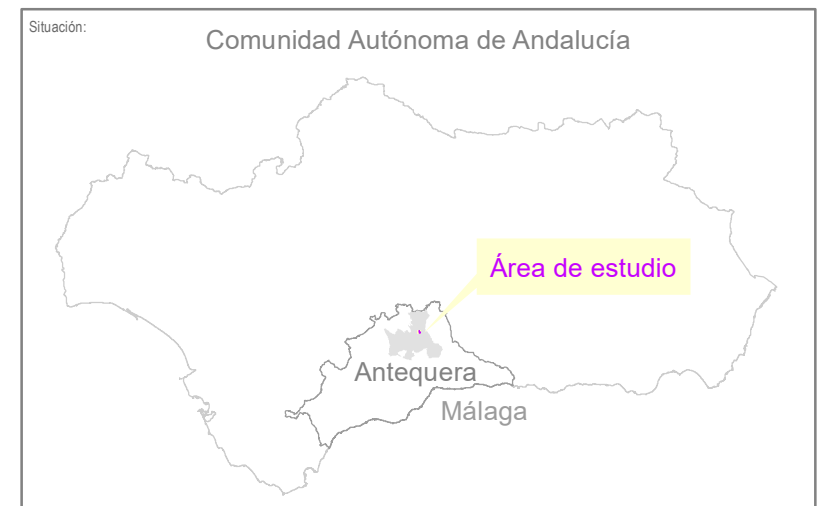 Situación:
Comunidad Autónoma de Andalucía
Área de estudio
Antequera
Málaga